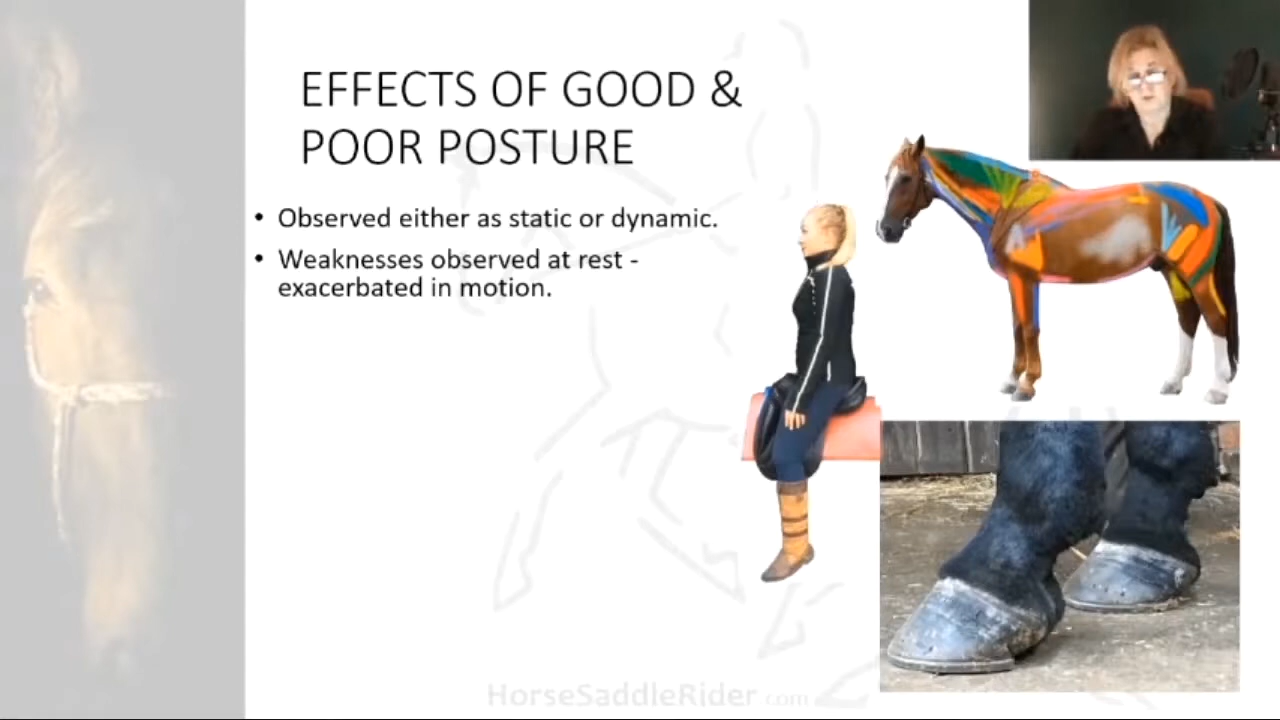 EFFECTS OF GOOD &
POOR POSTURE
• Observed either as static or dynamic.
• Weaknesses observed at rest -
exacerbated in motion.
HorseSaddleRider.com